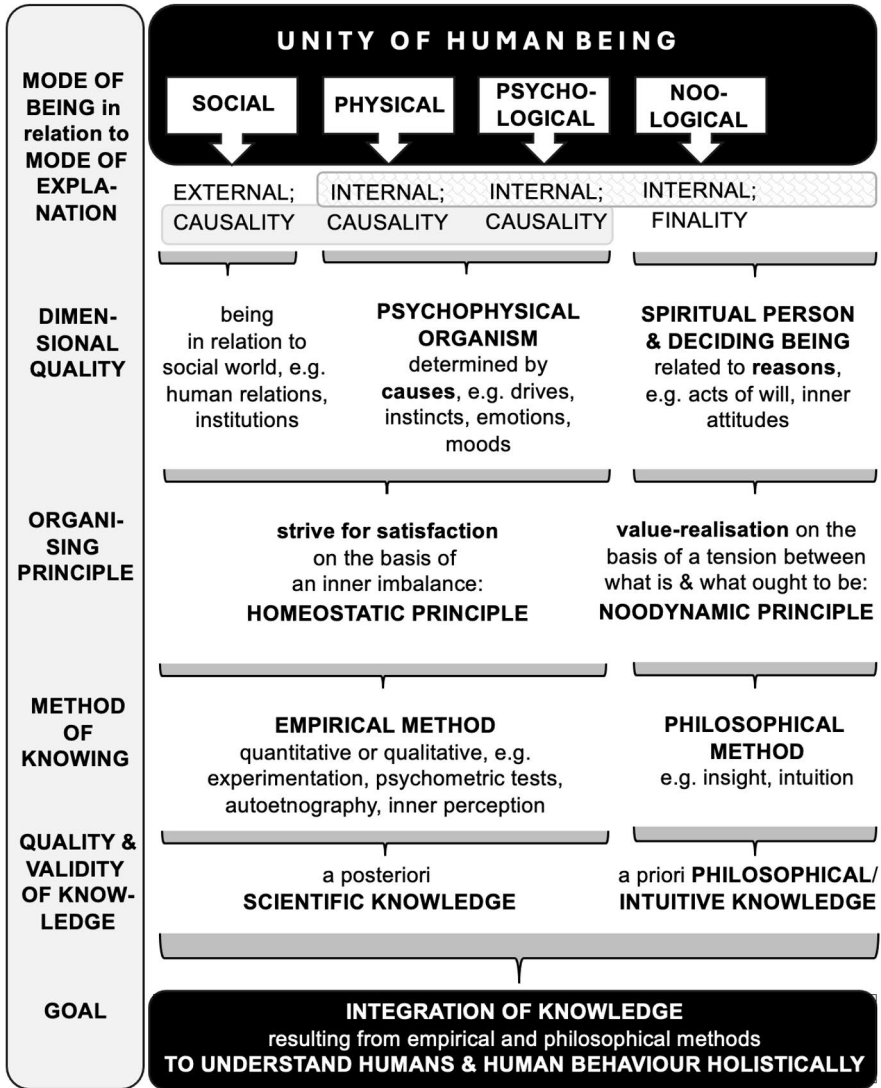 UNITY OF HUMAN BEING
MODE OF
BEING in
relation to
MODE OF
EXPLA-
NATION
SOCIAL
PHYSICAL
PSYCHO-
LOGICAL
NOO-
LOGICAL
EXTERNAL;
CAUSALITY
INTERNAL;
CAUSALITY
INTERNAL;
CAUSALITY
INTERNAL;
FINALITY
DIMEN-
SIONAL
QUALITY
being
in relation to
social world, e.g.
human relations,
institutions
PSYCHOPHYSICAL
ORGANISM
determined by
causes, e.g. drives,
instincts, emotions,
moods
SPIRITUAL PERSON
& DECIDING BEING
related to reasons,
e.g. acts of will, inner
attitudes
ORGANI-
SING
PRINCIPLE
strive for satisfaction
on the basis of
an inner imbalance:
HOMEOSTATIC PRINCIPLE
value-realisation on the
basis of a tension between
what is & what ought to be:
NOODYNAMIC PRINCIPLE
METHOD
OF
KNOWING
EMPIRICAL METHOD
quantitative or qualitative, e.g.
experimentation, psychometric tests,
autoetnography, inner perception
PHILOSOPHICAL
METHOD
e.g. insight, intuition
QUALITY &
VALIDITY
OF KNOW-
LEDGE
a posteriori
SCIENTIFIC KNOWLEDGE
a priori PHILOSOPHICAL/
INTUITIVE KNOWLEDGE
GOAL
INTEGRATION OF KNOWLEDGE
resulting from empirical and philosophical methods
TO UNDERSTAND HUMANS & HUMAN BEHAVIOUR HOLISTICALLY